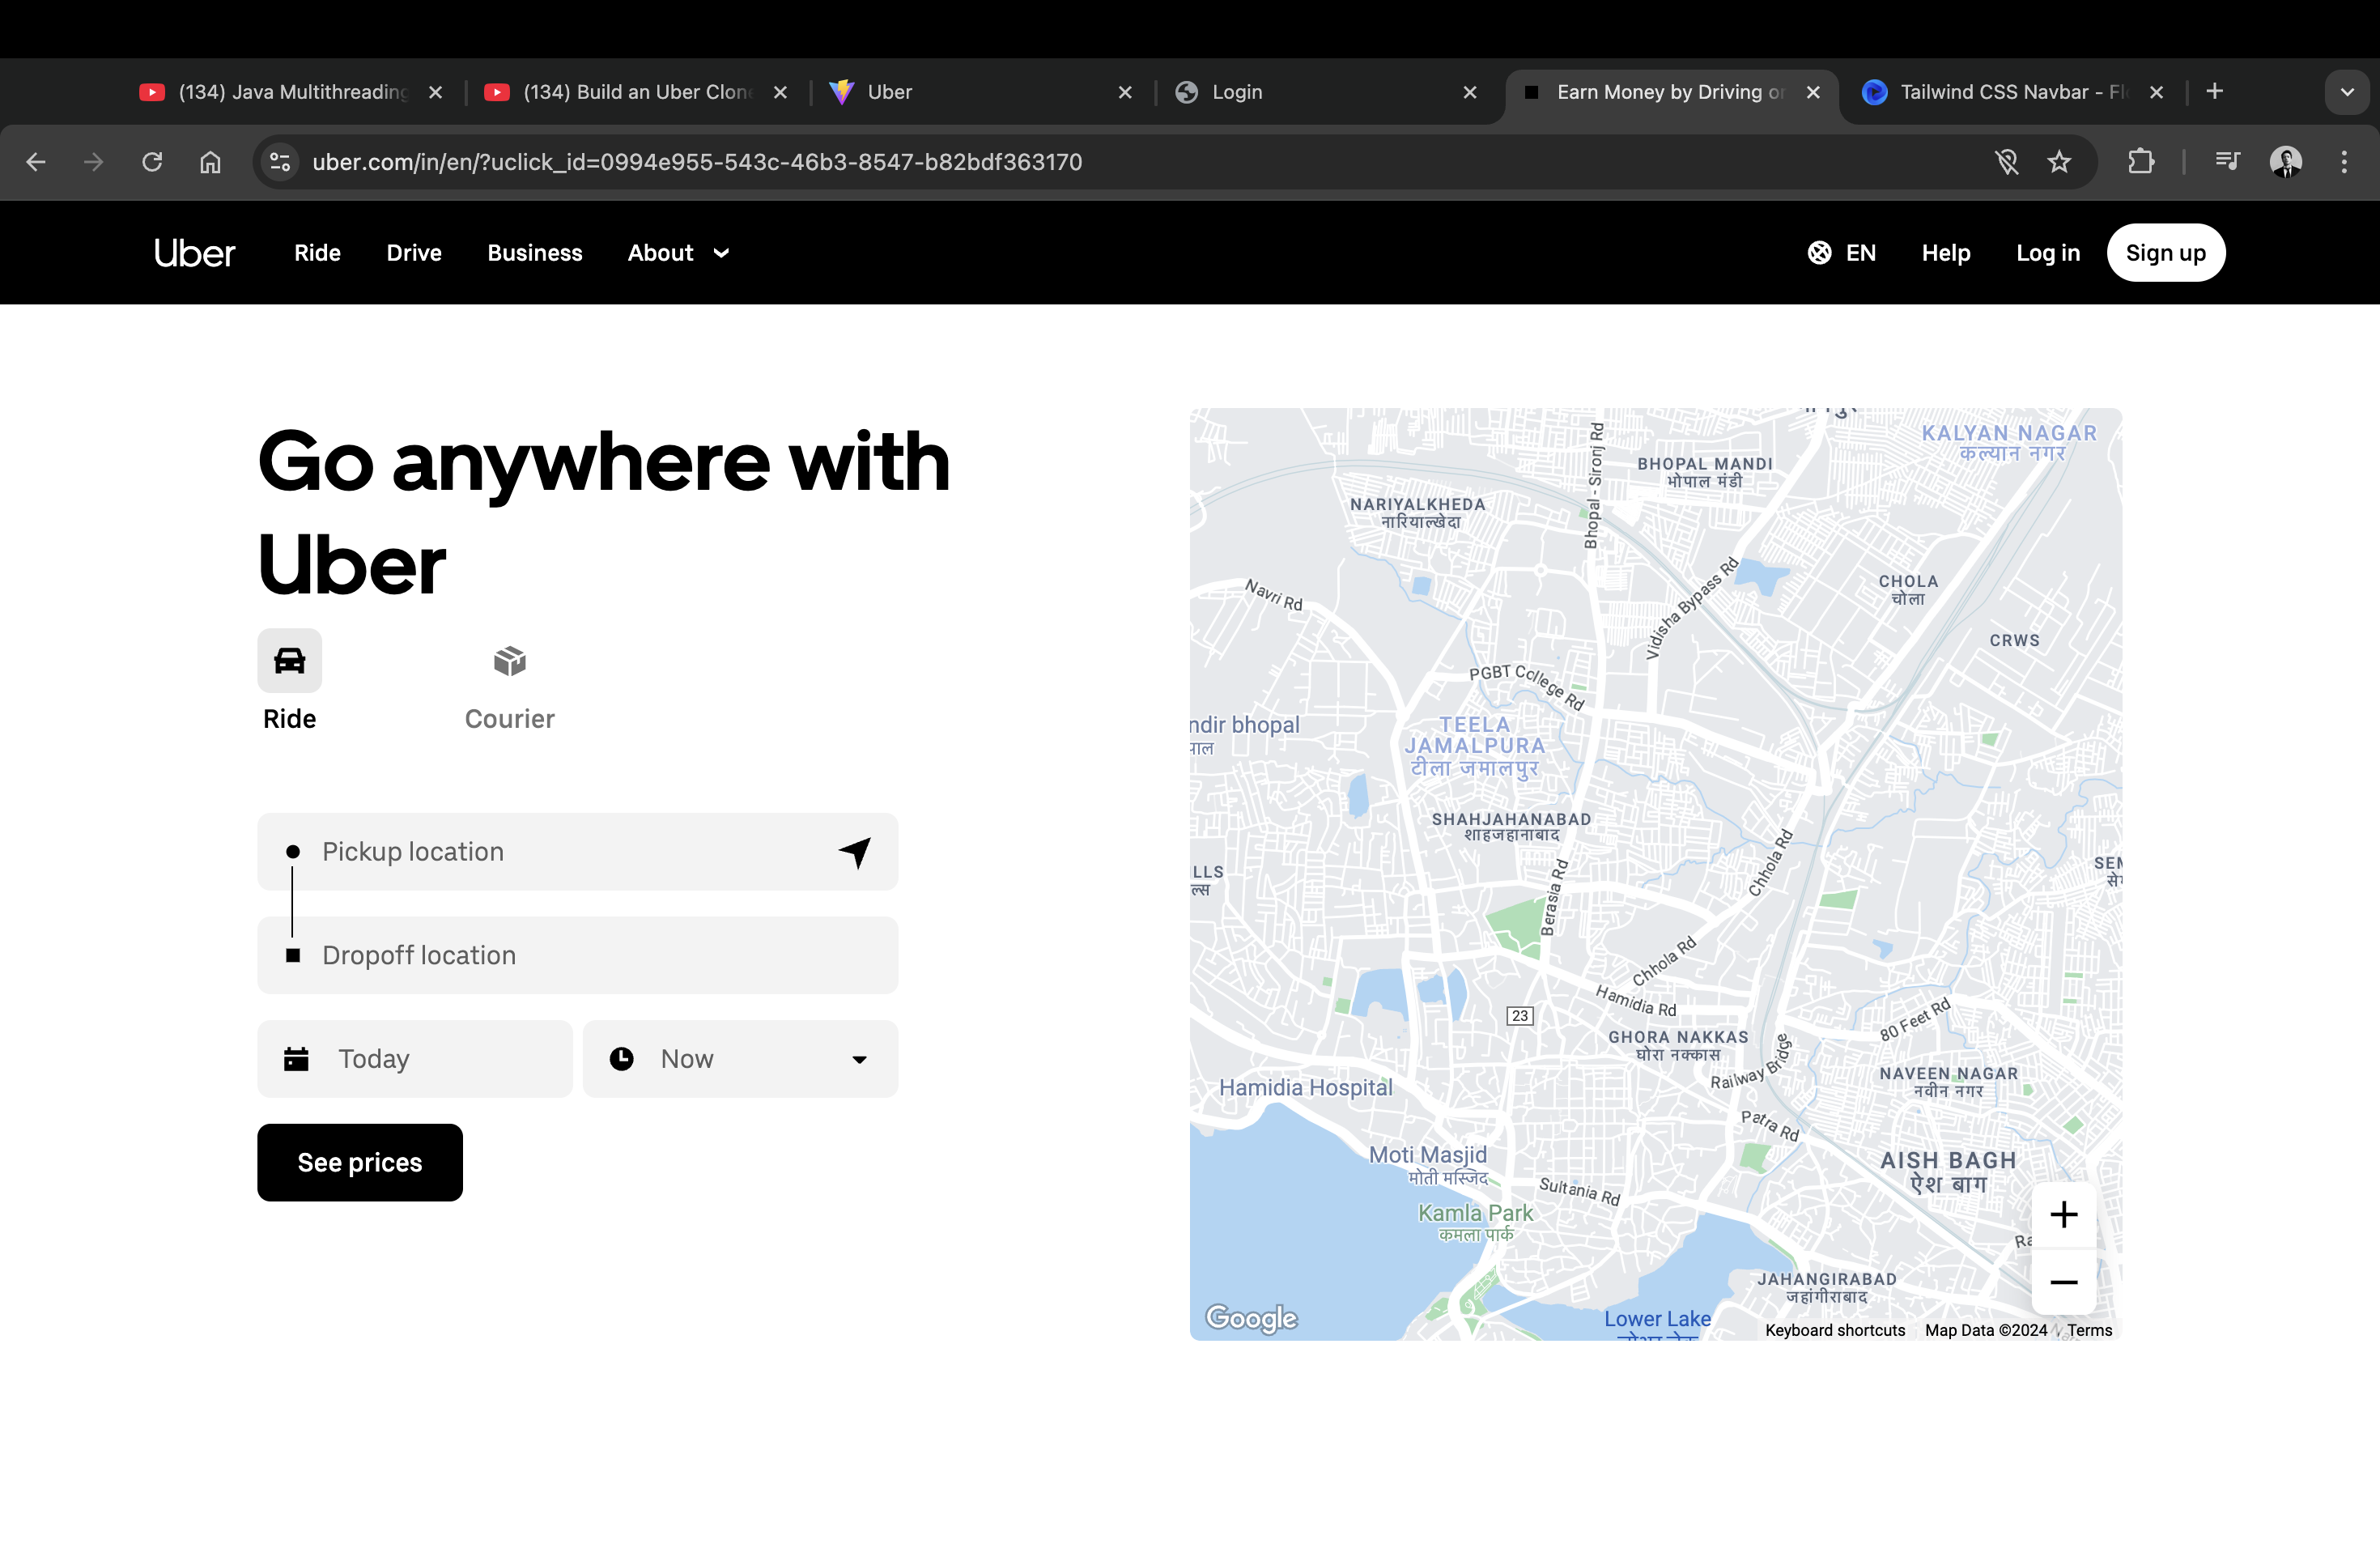 (134) Java Multithreading
(134) Build an Uber Clone
Uber
Login
Earn Money by Driving or
Tailwind CSS Navbar - Fl
uber.com/in/en/?uclick_id=0994e955-543c-46b3-8547-b82bdf363170
Uber
Ride
Drive
Business
About
EN
Help
Log in
Sign up
Go anywhere with
Uber
Ride
Courier
Pickup location
Dropoff location
Today
Now
See prices
KALYAN NAGAR
कल्यान नगर
BHOPAL MANDI
भोपाल मंडी
NARIYALKHEDA
नारियाल्खेदा
Bhopal - Sironj Rd
Navri Rd
Vidisha Bypass Rd
CHOLA
चोला
CRWS
PGBT College Rd
ndir bhopal
पाल
TEELA
JAMALPURA
टीला जमालपुर
SHAHJAHANABAD
शाहजहानाबाद
Chhola Rd
ILLS
ल्स
SEM
से
Berasia Rd
Chhola Rd
Hamidia Rd
23
80 Feet Rd
GHORA NAKKAS
घोरा नक्कास
Railway Bridge
Hamidia Hospital
NAVEEN NAGAR
नवीन नगर
Patra Rd
Moti Masjid
मोती मस्जिद
AISH BAGH
ऐश बाग
Sultania Rd
Kamla Park
कमला पार्क
Ra
JAHANGIRABAD
जहांगीराबाद
Lower Lake
Google
Keyboard shortcuts
Map Data ©2024
Terms